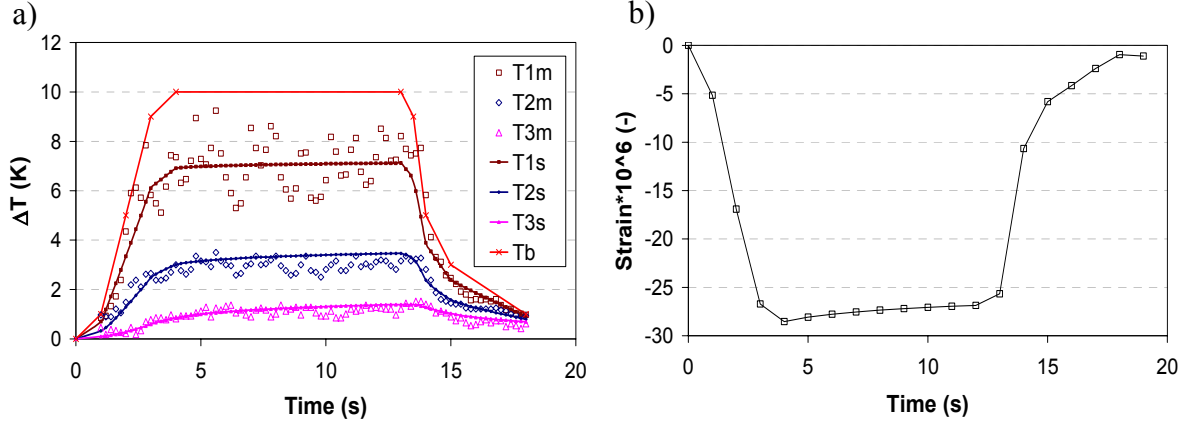 a)
12
10
8
6
4
2
0
ΔT (K)
0 5 10 15 20
Time (s)
T1m
T2m
T3m
T1s
T2s
T3s
Tb
b)
0
-5
-10
-15
-20
-25
-30
Strain*10^6 (-)
0 5 10 15 20
Time (s)